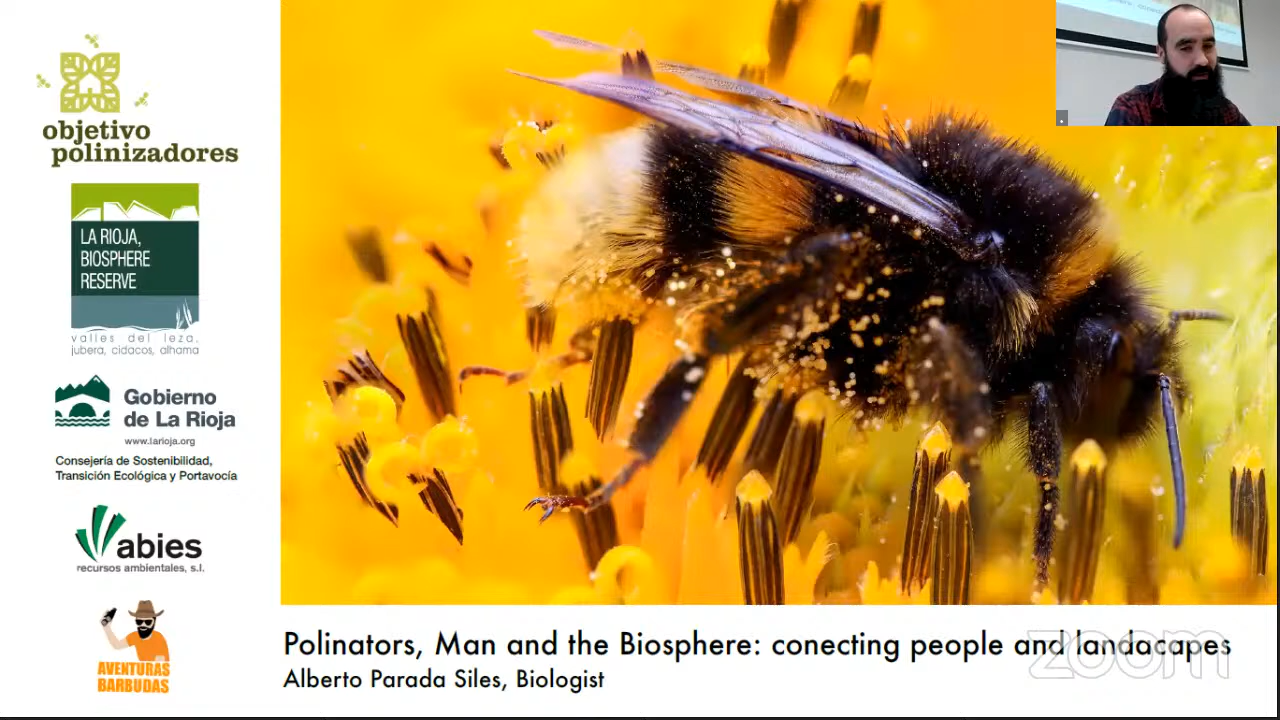 objetivo
polinizadores
LA RIOJA,
BIOSPHERE
RESERVE
valles del leza,
jubera, cidacos, alhama
Gobierno
de La Rioja
www.larioja.org
Consejería de Sostenibilidad,
Transición Ecológica y Portavocía
abies
recursos ambientales, s.l.
AVENTURAS
BARBUDAS
Polinators, Man and the Biosphere: conecting people and landacapes
Alberto Parada Siles, Biologist
zoom